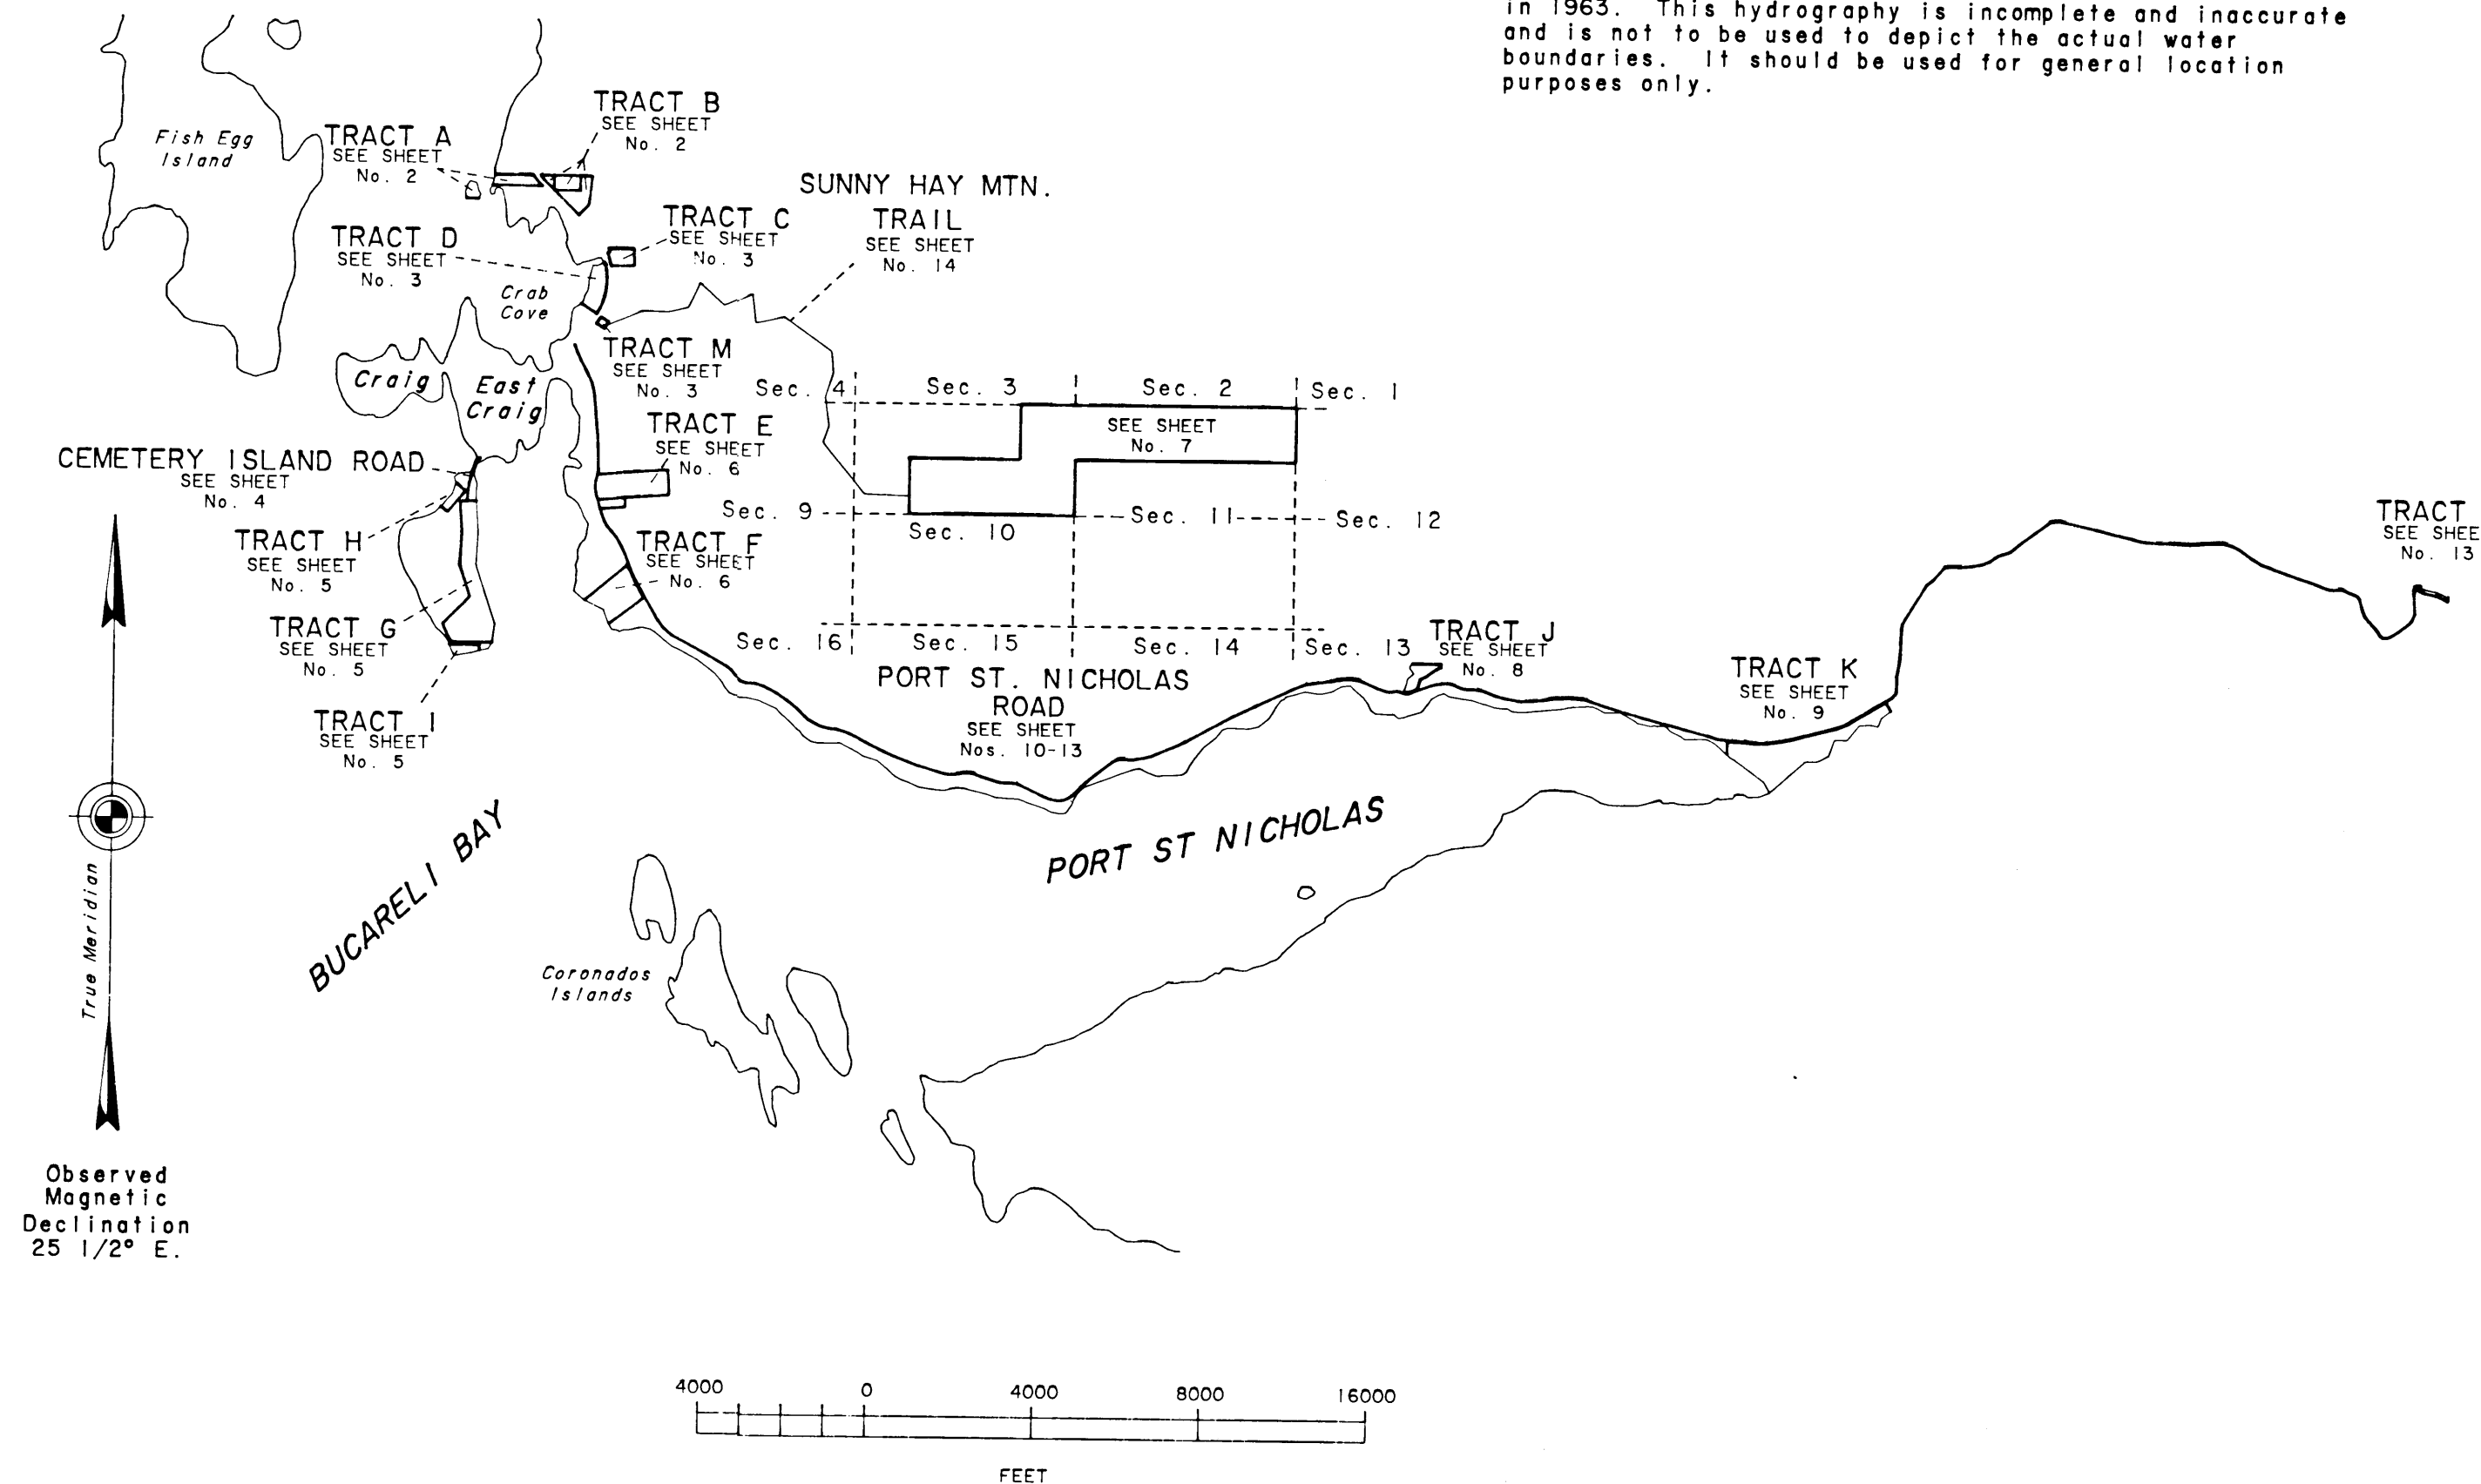 in 1963. This hydrography is incomplete and inaccurate
and is not to be used to depict the actual water
boundaries. It should be used for general location
purposes only.
TRACT B
SEE SHEET
No. 2
Fish Egg
Island
TRACT A
SEE SHEET
No. 2
SUNNY HAY MTN.
TRAIL
SEE SHEET
No. 14
TRACT C
SEE SHEET
No. 3
TRACT D
SEE SHEET
No. 3
Crab
Cove
TRACT M
SEE SHEET
No. 3
Craig
East
Craig
Sec. 4
Sec. 3
Sec. 2
Sec. 1
SEE SHEET
No. 7
TRACT E
SEE SHEET
No. 6
CEMETERY ISLAND ROAD
SEE SHEET
No. 4
Sec. 9
Sec. 10
Sec. 11
Sec. 12
TRACT
SEE SHEE
No. 13
TRACT H
SEE SHEET
No. 5
TRACT F
SEE SHEET
No. 6
TRACT G
SEE SHEET
No. 5
Sec. 16
Sec. 15
Sec. 14
Sec. 13
TRACT J
SEE SHEET
No. 8
TRACT K
SEE SHEET
No. 9
PORT ST. NICHOLAS
ROAD
SEE SHEET
Nos. 10-13
TRACT I
SEE SHEET
No. 5
BUCARELI BAY
PORT ST NICHOLAS
True Meridian
Coronados
Islands
Observed
Magnetic
Declination
25 1/2° E.
4000 0 4000 8000 16000
FEET